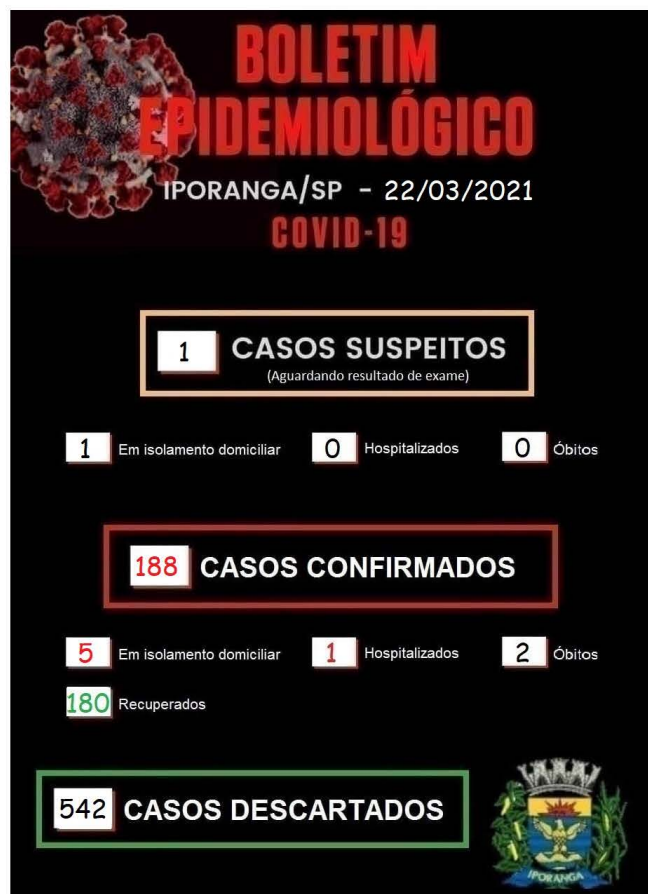 BOLETIM
EPIDEMIOLÓGICO
IPORANGA/SP - 22/03/2021
COVID-19
1 CASOS SUSPEITOS
(Aguardando resultado de exame)
1 Em isolamento domiciliar 0 Hospitalizados 0 Óbitos
188 CASOS CONFIRMADOS
5 Em isolamento domiciliar 1 Hospitalizados 2 Óbitos
180 Recuperados
542 CASOS DESCARTADOS
IPORANGA